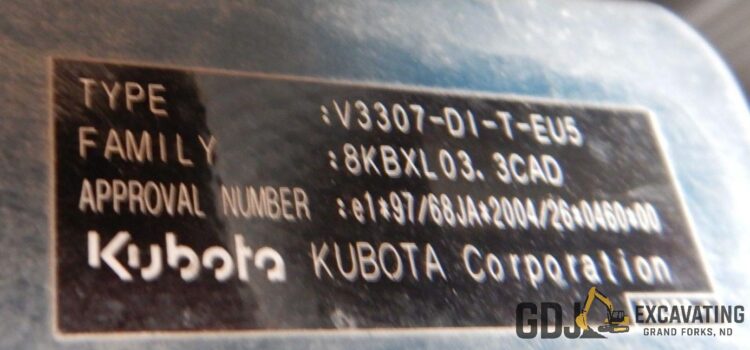 TYPE :V3307-DI-T-EU5
FAMILY :8KBXL03.3CAD
APPROVAL NUMBER :e1*97/68JA*2004/26*0460*00
Kubota KUBOTA Corporation
GDJ EXCAVATING
GRAND FORKS, ND